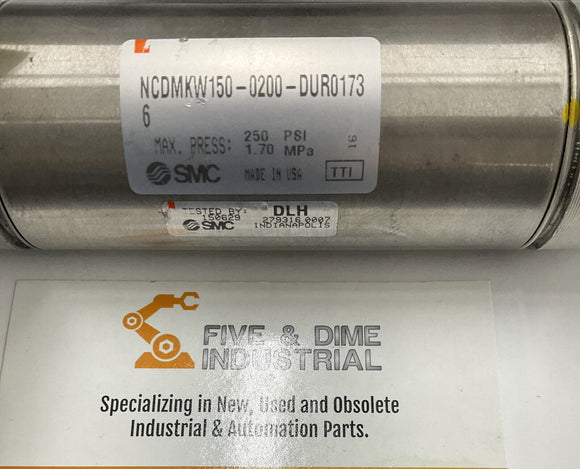 NCDMKW150-0200-DUR0173
6
MAX. PRESS: 250 PSI
1.70 MPa
16
SMC MADE IN USA TTI
TESTED BY: DLH
150629 279316.0007
SMC INDIANAPOLIS
FIVE & DIME
INDUSTRIAL
Specializing in New, Used and Obsolete
Industrial & Automation Parts.